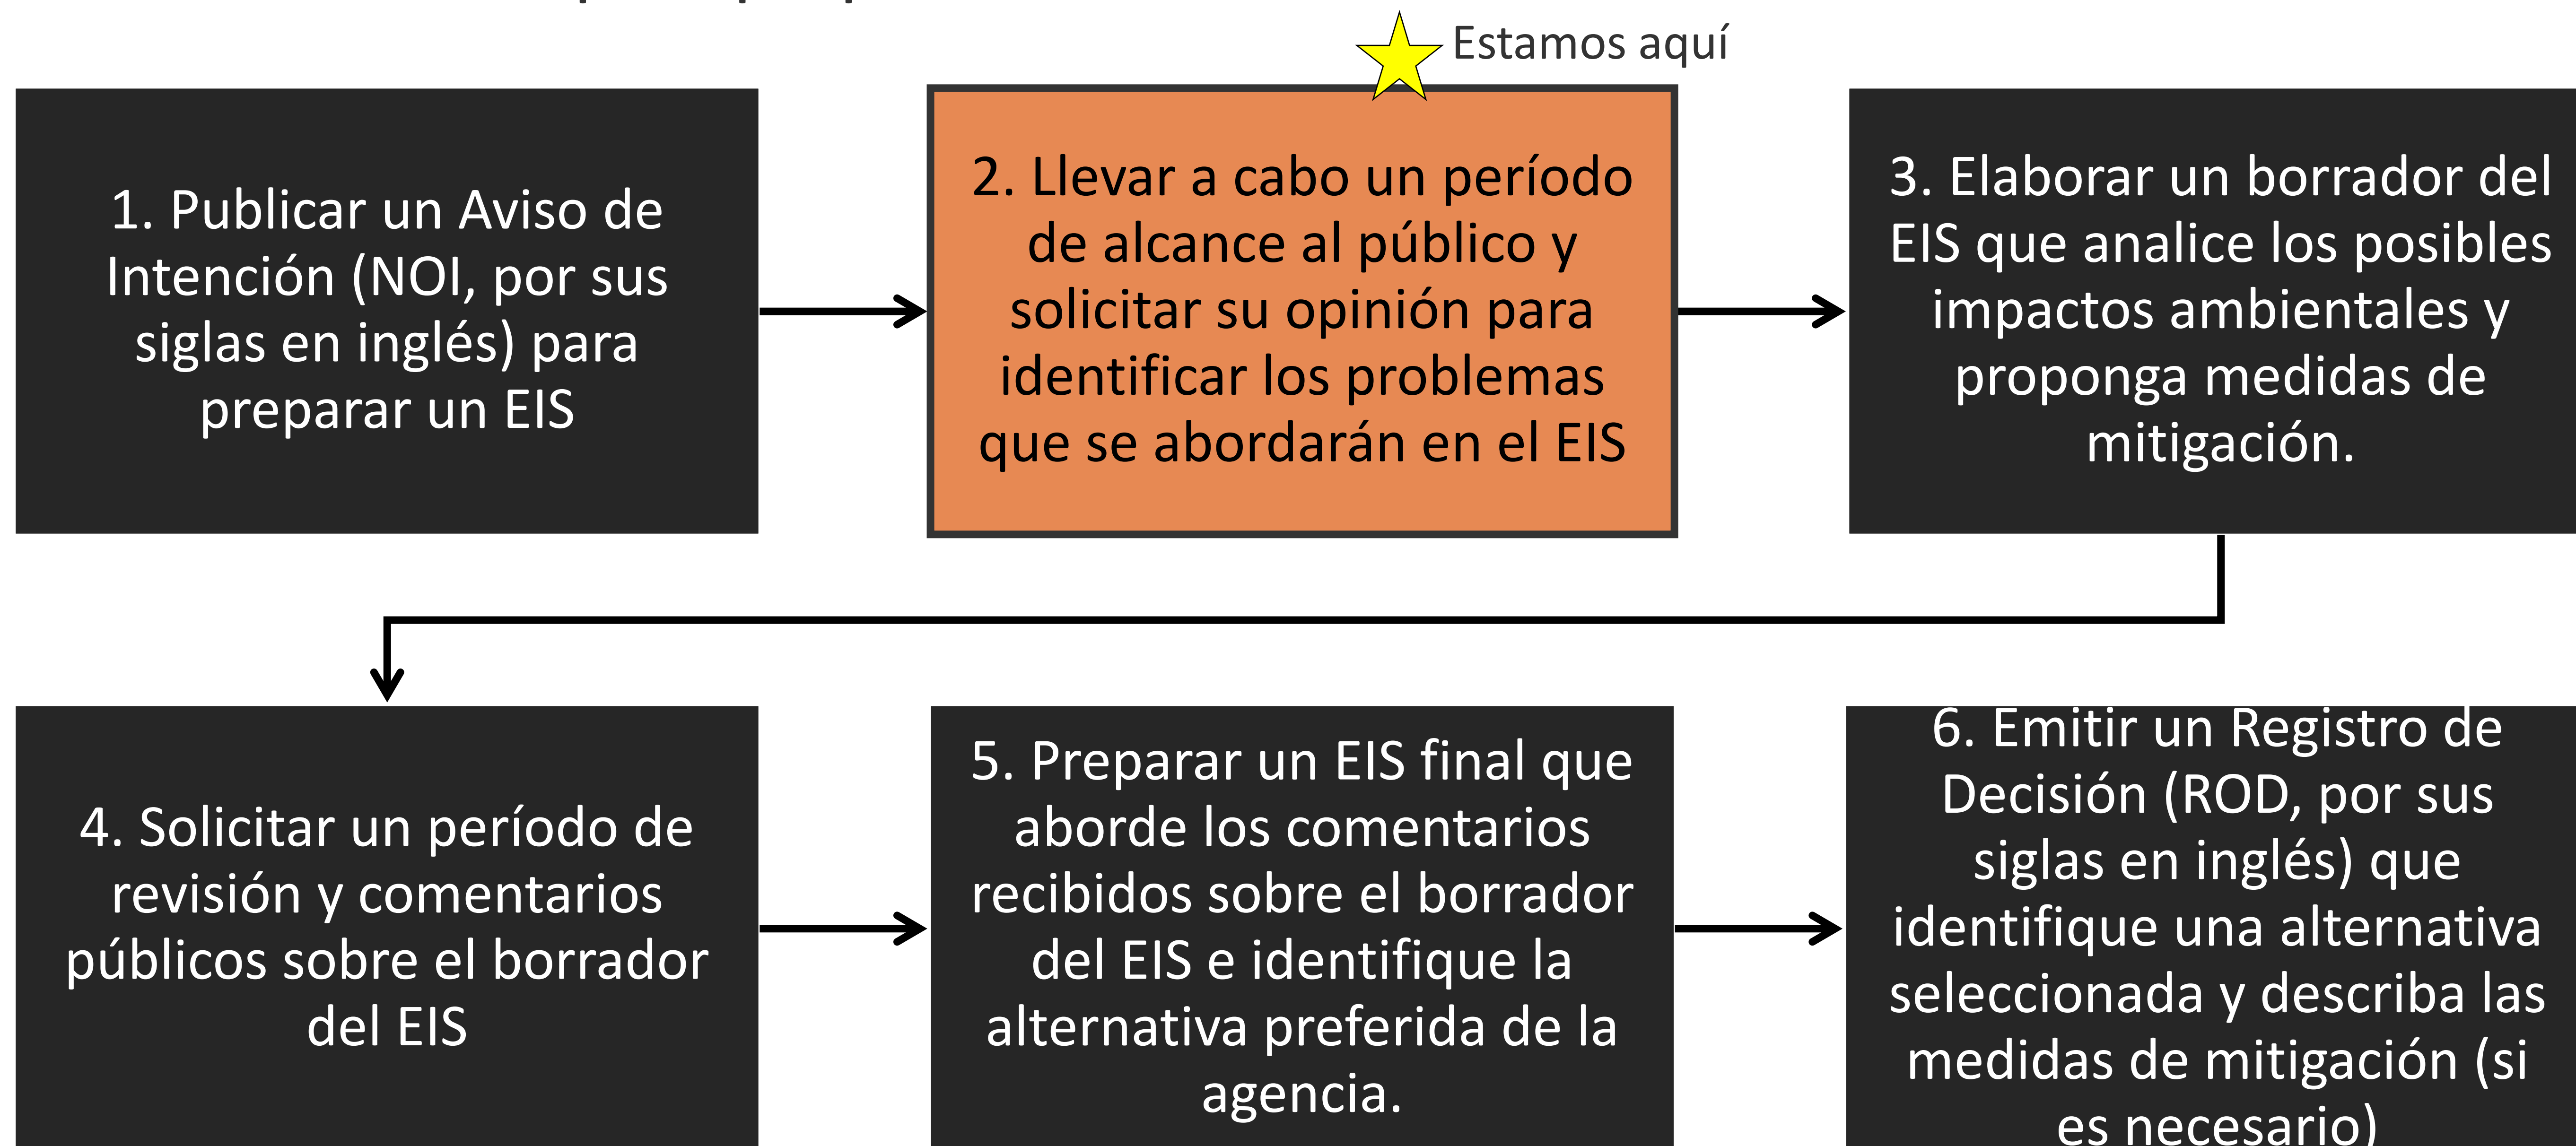 Estamos aquí
1. Publicar un Aviso de
Intención (NOI, por sus
siglas en inglés) para
preparar un EIS
2. Llevar a cabo un período
de alcance al público y
solicitar su opinión para
identificar los problemas
que se abordarán en el EIS
3. Elaborar un borrador del
EIS que analice los posibles
impactos ambientales y
proponga medidas de
mitigación.
4. Solicitar un período de
revisión y comentarios
públicos sobre el borrador
del EIS
5. Preparar un EIS final que
aborde los comentarios
recibidos sobre el borrador
del EIS e identifique la
alternativa preferida de la
agencia.
6. Emitir un Registro de
Decisión (ROD, por sus
siglas en inglés) que
identifique una alternativa
seleccionada y describa las
medidas de mitigación (si
es necesario)